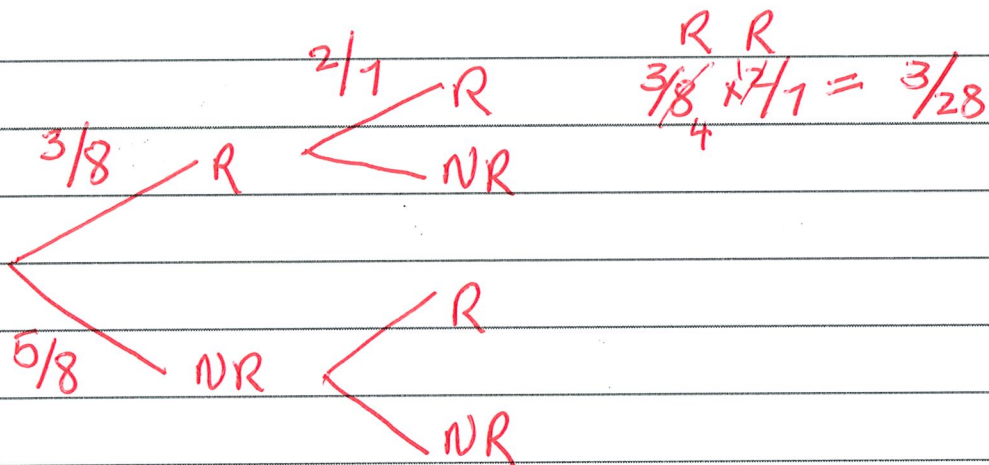 R R
2/7 R 3/8 4 x 1 2/7 = 3/28
3/8 R NR
R
5/8 NR
NR